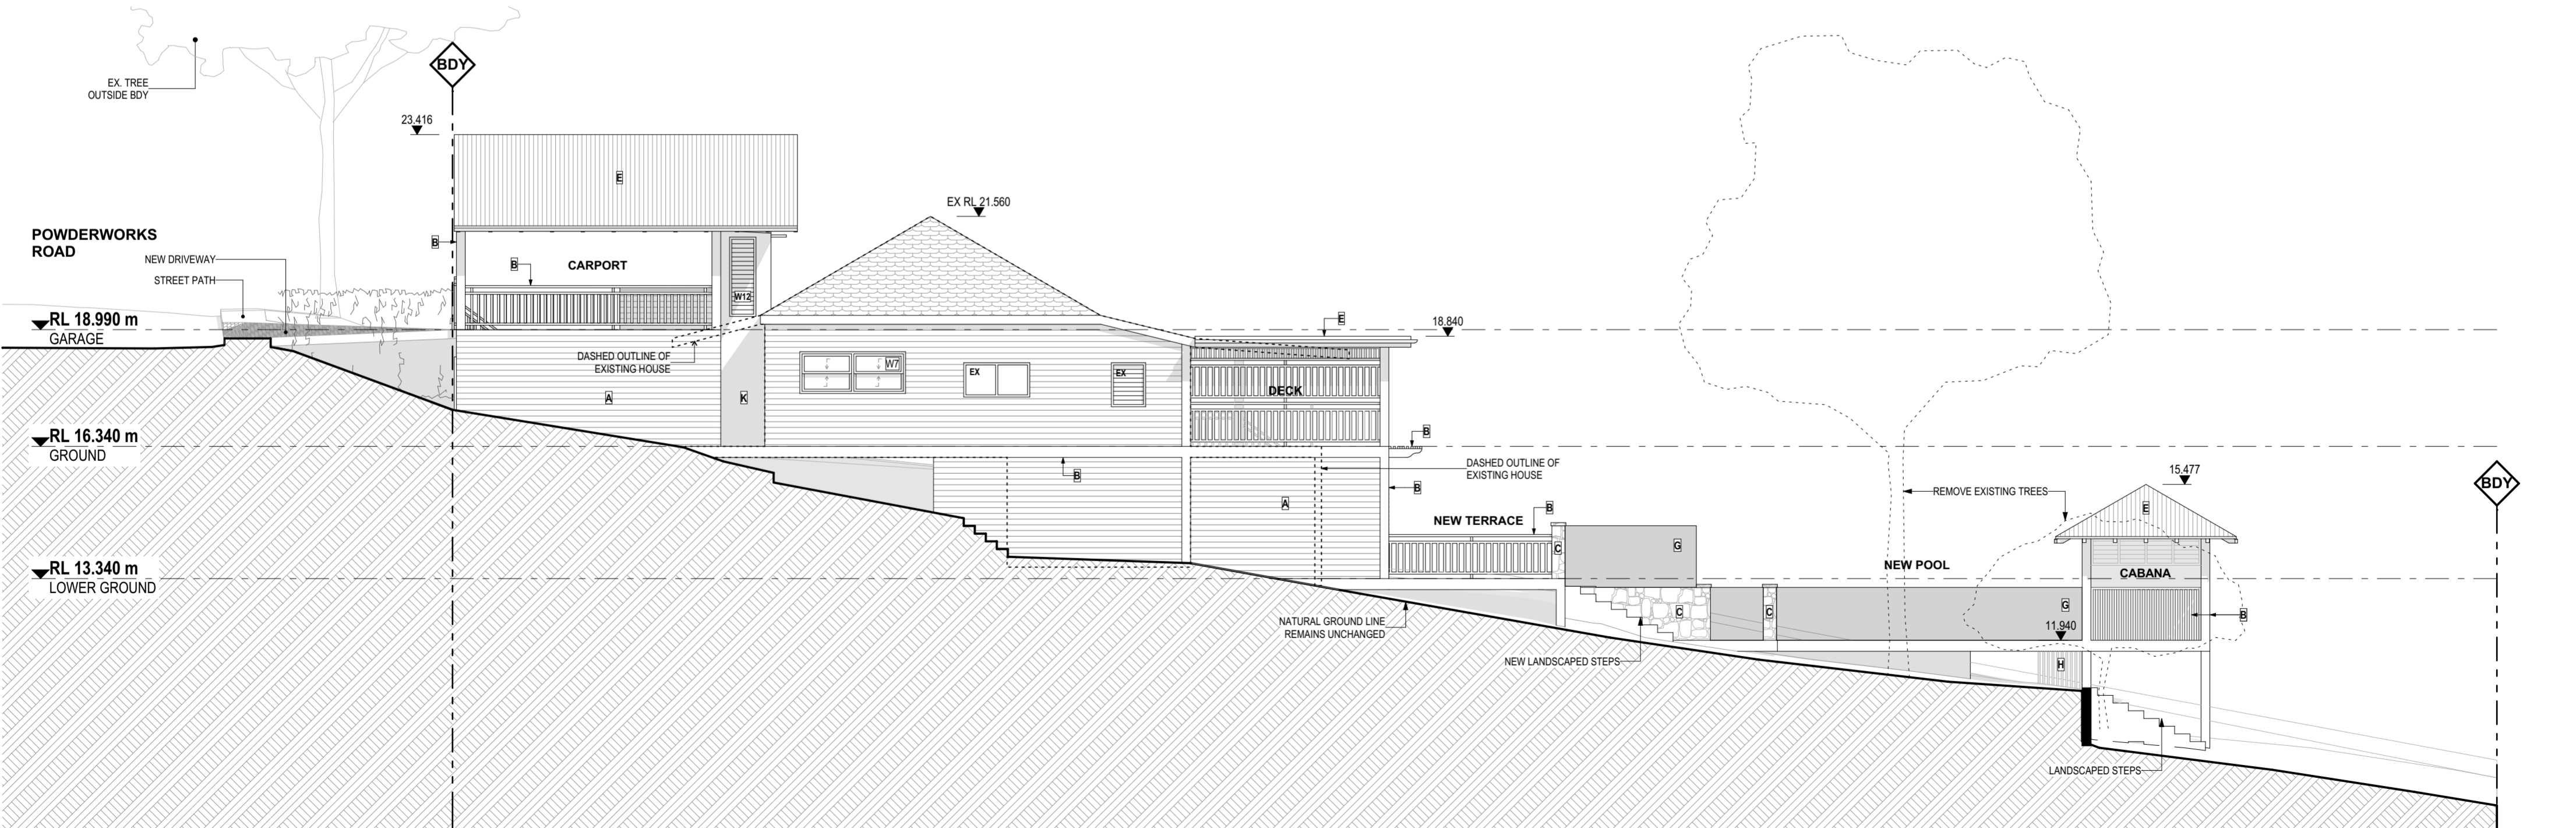 BDY
EX. TREE
OUTSIDE BDY
23.416
E
EX RL 21.560
POWDERWORKS
ROAD
B
NEW DRIVEWAY
STREET PATH
B
CARPORT
W12
RL 18.990 m
GARAGE
E
18.840
DASHED OUTLINE OF
EXISTING HOUSE
W7
EX
EX
DECK
A
K
RL 16.340 m
GROUND
B
B
DASHED OUTLINE OF
EXISTING HOUSE
B
A
15.477
BDY
REMOVE EXISTING TREES
E
NEW TERRACE
B
C
G
NEW POOL
CABANA
RL 13.340 m
LOWER GROUND
C
C
G
B
NATURAL GROUND LINE
REMAINS UNCHANGED
11.940
NEW LANDSCAPED STEPS
H
LANDSCAPED STEPS